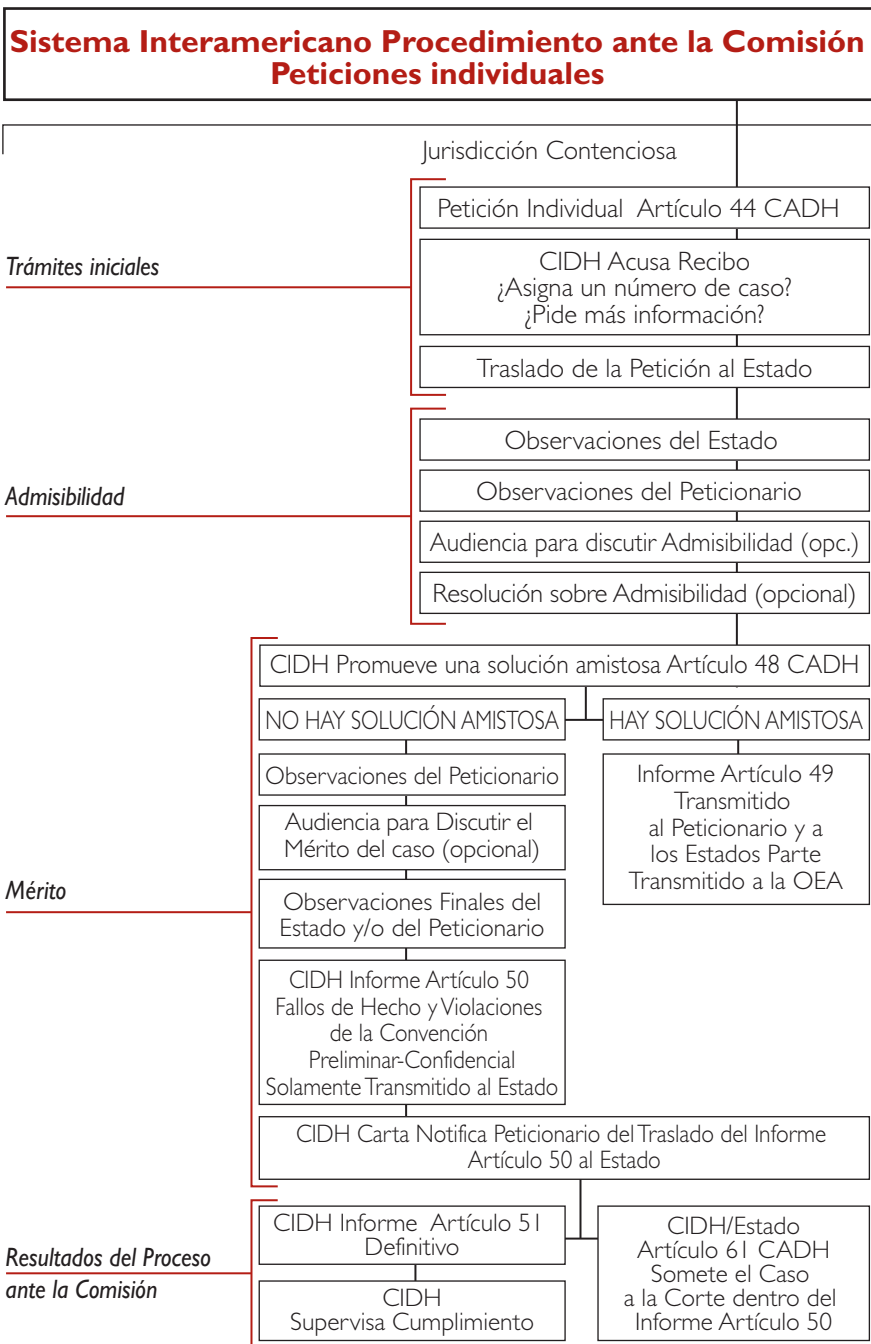 Sistema Interamericano Procedimiento ante la Comisión
Peticiones individuales
Jurisdicción Contenciosa
Trámites iniciales
Petición Individual Artículo 44 CADH
CIDH Acusa Recibo
¿Asigna un número de caso?
¿Pide más información?
Traslado de la Petición al Estado
Admisibilidad
Observaciones del Estado
Observaciones del Peticionario
Audiencia para discutir Admisibilidad (opc.)
Resolución sobre Admisibilidad (opcional)
Mérito
CIDH Promueve una solución amistosa Artículo 48 CADH
NO HAY SOLUCIÓN AMISTOSA
Observaciones del Peticionario
Audiencia para Discutir el
Mérito del caso (opcional)
Observaciones Finales del
Estado y/o del Peticionario
CIDH Informe Artículo 50
Fallos de Hecho y Violaciones
de la Convención
Preliminar-Confidencial
Solamente Transmitido al Estado
HAY SOLUCIÓN AMISTOSA
Informe Artículo 49
Transmitido
al Peticionario y a
los Estados Parte
Transmitido a la OEA
CIDH Carta Notifica Peticionario del Traslado del Informe
Artículo 50 al Estado
Resultados del Proceso
ante la Comisión
CIDH Informe Artículo 51
Definitivo
CIDH
Supervisa Cumplimiento
CIDH/Estado
Artículo 61 CADH
Somete el Caso
a la Corte dentro del
Informe Artículo 50